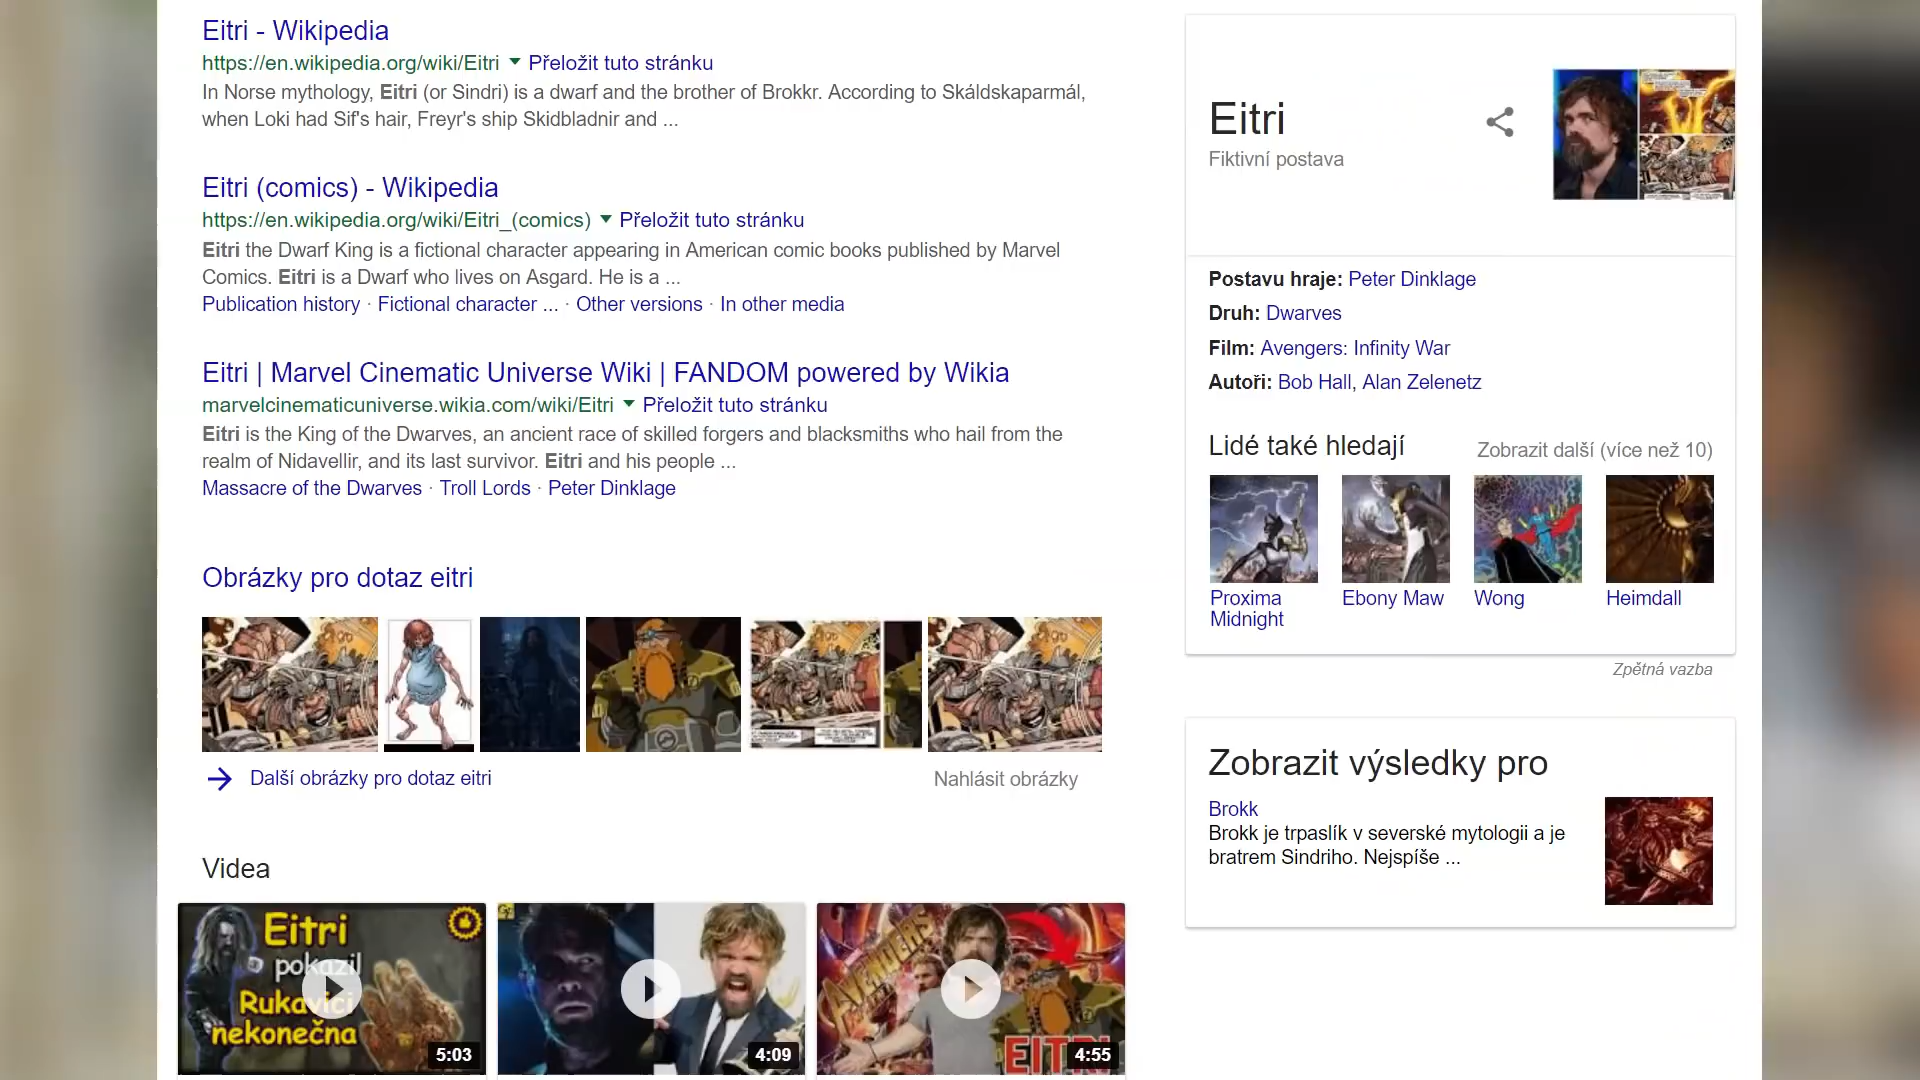 Eitri - Wikipedia
https://en.wikipedia.org/wiki/Eitri Přeložit tuto stránku
In Norse mythology, Eitri (or Sindri) is a dwarf and the brother of Brokkr. According to Skáldskaparmál,
when Loki had Sif's hair, Freyr's ship Skidbladnir and ...
Eitri (comics) - Wikipedia
https://en.wikipedia.org/wiki/Eitri_(comics) Přeložit tuto stránku
Eitri the Dwarf King is a fictional character appearing in American comic books published by Marvel
Comics. Eitri is a Dwarf who lives on Asgard. He is a ...
Publication history · Fictional character ... · Other versions · In other media
Eitri | Marvel Cinematic Universe Wiki | FANDOM powered by Wikia
marvelcinematicuniverse.wikia.com/wiki/Eitri Přeložit tuto stránku
Eitri is the King of the Dwarves, an ancient race of skilled forgers and blacksmiths who hail from the
realm of Nidavellir, and its last survivor. Eitri and his people ...
Massacre of the Dwarves · Troll Lords · Peter Dinklage
Obrázky pro dotaz eitri
Další obrázky pro dotaz eitri
Nahlásit obrázky
Videa
Eitri
pokazil
Rukavici
nekonečna
5:03
4:09
AVENGERS
EITRI
4:55
Eitri
Fiktivní postava
Postavu hraje: Peter Dinklage
Druh: Dwarves
Film: Avengers: Infinity War
Autoři: Bob Hall, Alan Zelenetz
Lidé také hledají
Zobrazit další (více než 10)
Proxima
Midnight
Ebony Maw
Wong
Heimdall
Zpětná vazba
Zobrazit výsledky pro
Brokk
Brokk je trpaslík v severské mytologii a je
bratrem Sindriho. Nejspíše ...